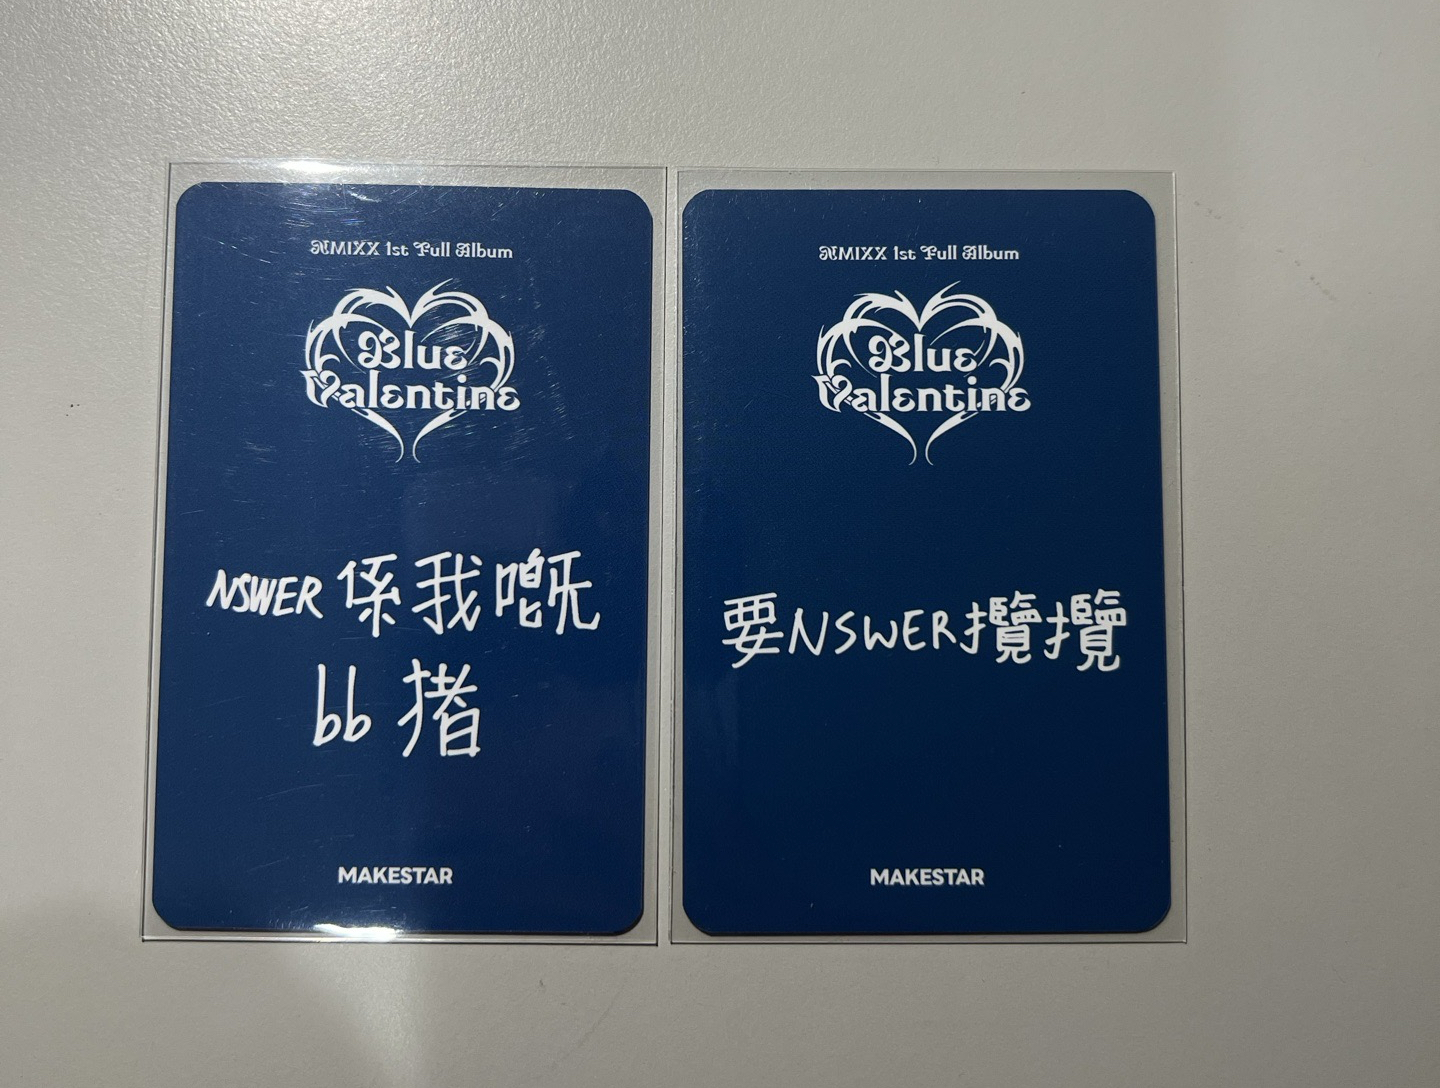 NMIXX 1st Full Album
Blue
Valentine
NSWER 係我嘅
bb 撯
MAKESTAR
NMIXX 1st Full Album
Blue
Valentine
要NSWER攬攬
MAKESTAR